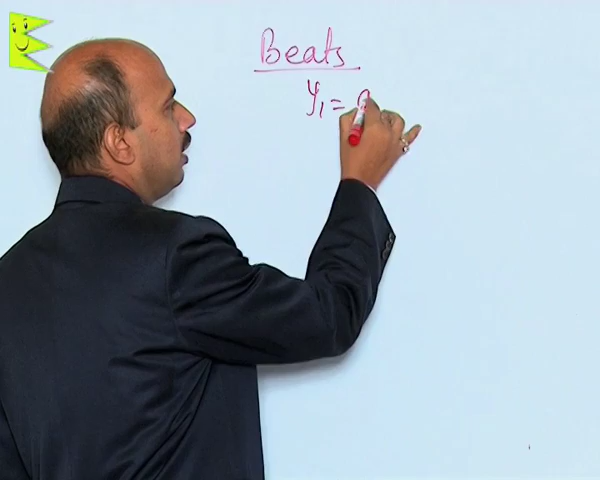 Beats
y₁ = a